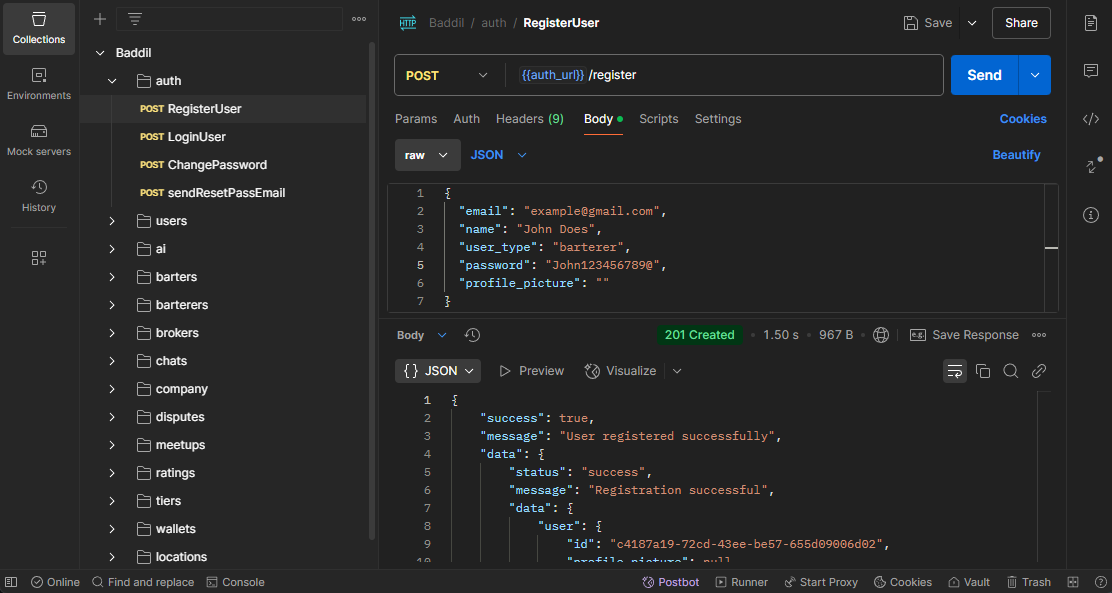 Collections
Environments
Mock servers
History
Baddil
auth
POST RegisterUser
POST LoginUser
POST ChangePassword
POST sendResetPassEmail
users
ai
barters
barterers
brokers
chats
company
disputes
meetups
ratings
tiers
wallets
locations
HTTP Baddil / auth / RegisterUser
Save
Share
POST {{auth_url}} /register
Send
Params Auth Headers (9) Body Scripts Settings Cookies
raw JSON Beautify
1 {
2 "email": "example@gmail.com",
3 "name": "John Does",
4 "user_type": "barterer",
5 "password": "John123456789@",
6 "profile_picture": ""
7 }
Body 201 Created • 1.50 s • 967 B • e.g. Save Response
{} JSON Preview Visualize
1 {
2 "success": true,
3 "message": "User registered successfully",
4 "data": {
5 "status": "success",
6 "message": "Registration successful",
7 "data": {
8 "user": {
9 "id": "c4187a19-72cd-43ee-be57-655d09006d02",
10 "profile_picture": null
Online Find and replace Console Postbot Runner Start Proxy Cookies Vault Trash